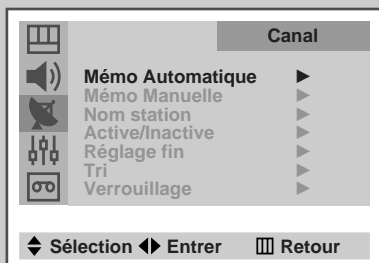 Canal
Mémo Automatique
Mémo Manuelle
Nom station
Active/Inactive
Réglage fin
Tri
Verrouillage
Sélection Entrer Retour